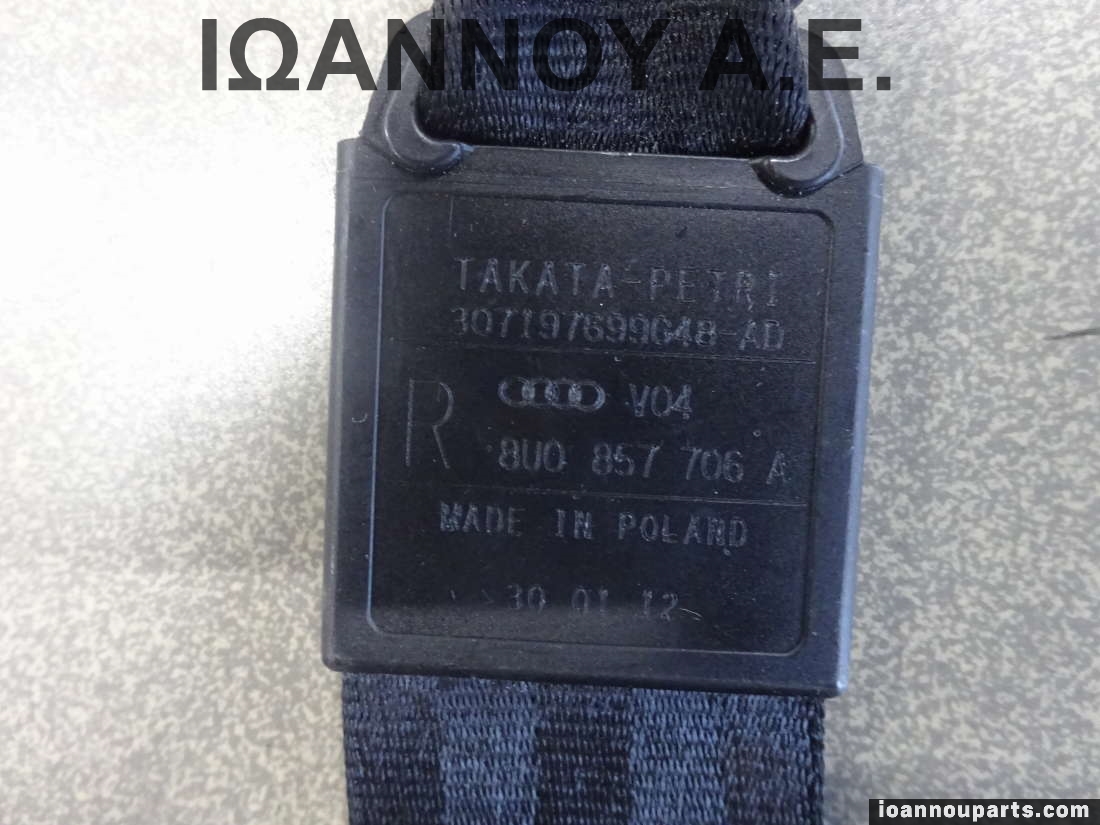 ΙΩΑΝΝΟΥ Α.Ε.
TAKATA-PETRI
307197699G48-AD
R
V04
8U0 857 706 A
MADE IN POLAND
30 01 12
ioannouparts.com